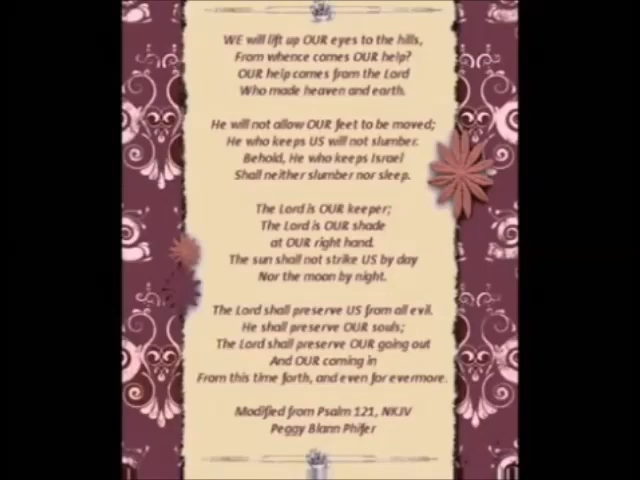 WE will lift up OUR eyes to the hills,
From whence comes OUR help?
OUR help comes from the Lord
Who made heaven and earth.
He will not allow OUR feet to be moved;
He who keeps US will not slumber.
Behold, He who keeps Israel
Shall neither slumber nor sleep.
The Lord is OUR keeper;
The Lord is OUR shade
at OUR right hand.
The sun shall not strike US by day
Nor the moon by night.
The Lord shall preserve US from all evil.
He shall preserve OUR souls;
The Lord shall preserve OUR going out
And OUR coming in
From this time forth, and even for evermore.
Modified from Psalm 121, NKJV
Peggy Blann Phifer